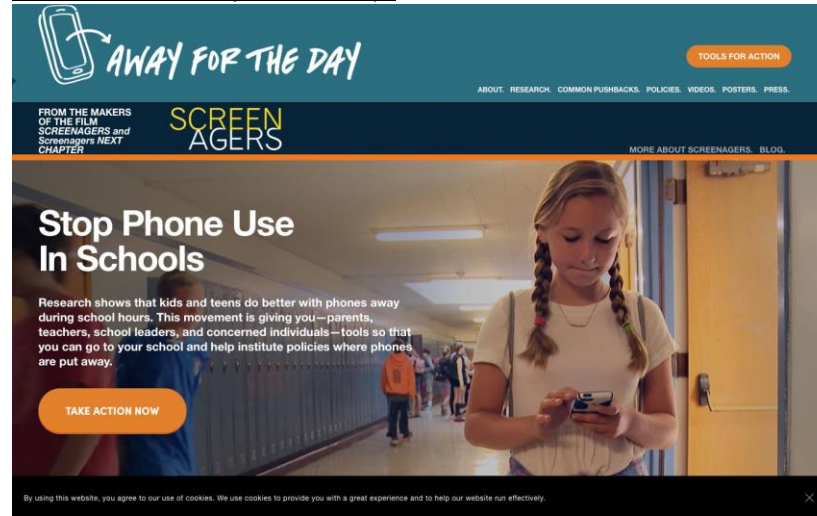 AWAY FOR THE DAY
TOOLS FOR ACTION
ABOUT. RESEARCH. COMMON PUSHBACKS. POLICIES. VIDEOS. POSTERS. PRESS.
FROM THE MAKERS
OF THE FILM
SCREENAGERS and
Screenagers NEXT
CHAPTER
SCREEN
AGERS
MORE ABOUT SCREENAGERS. BLOG.
Stop Phone Use
In Schools
Research shows that kids and teens do better with phones away
during school hours. This movement is giving you—parents,
teachers, school leaders, and concerned individuals—tools so that
you can go to your school and help institute policies where phones
are put away.
TAKE ACTION NOW
By using this website, you agree to our use of cookies. We use cookies to provide you with a great experience and to help our website run effectively.